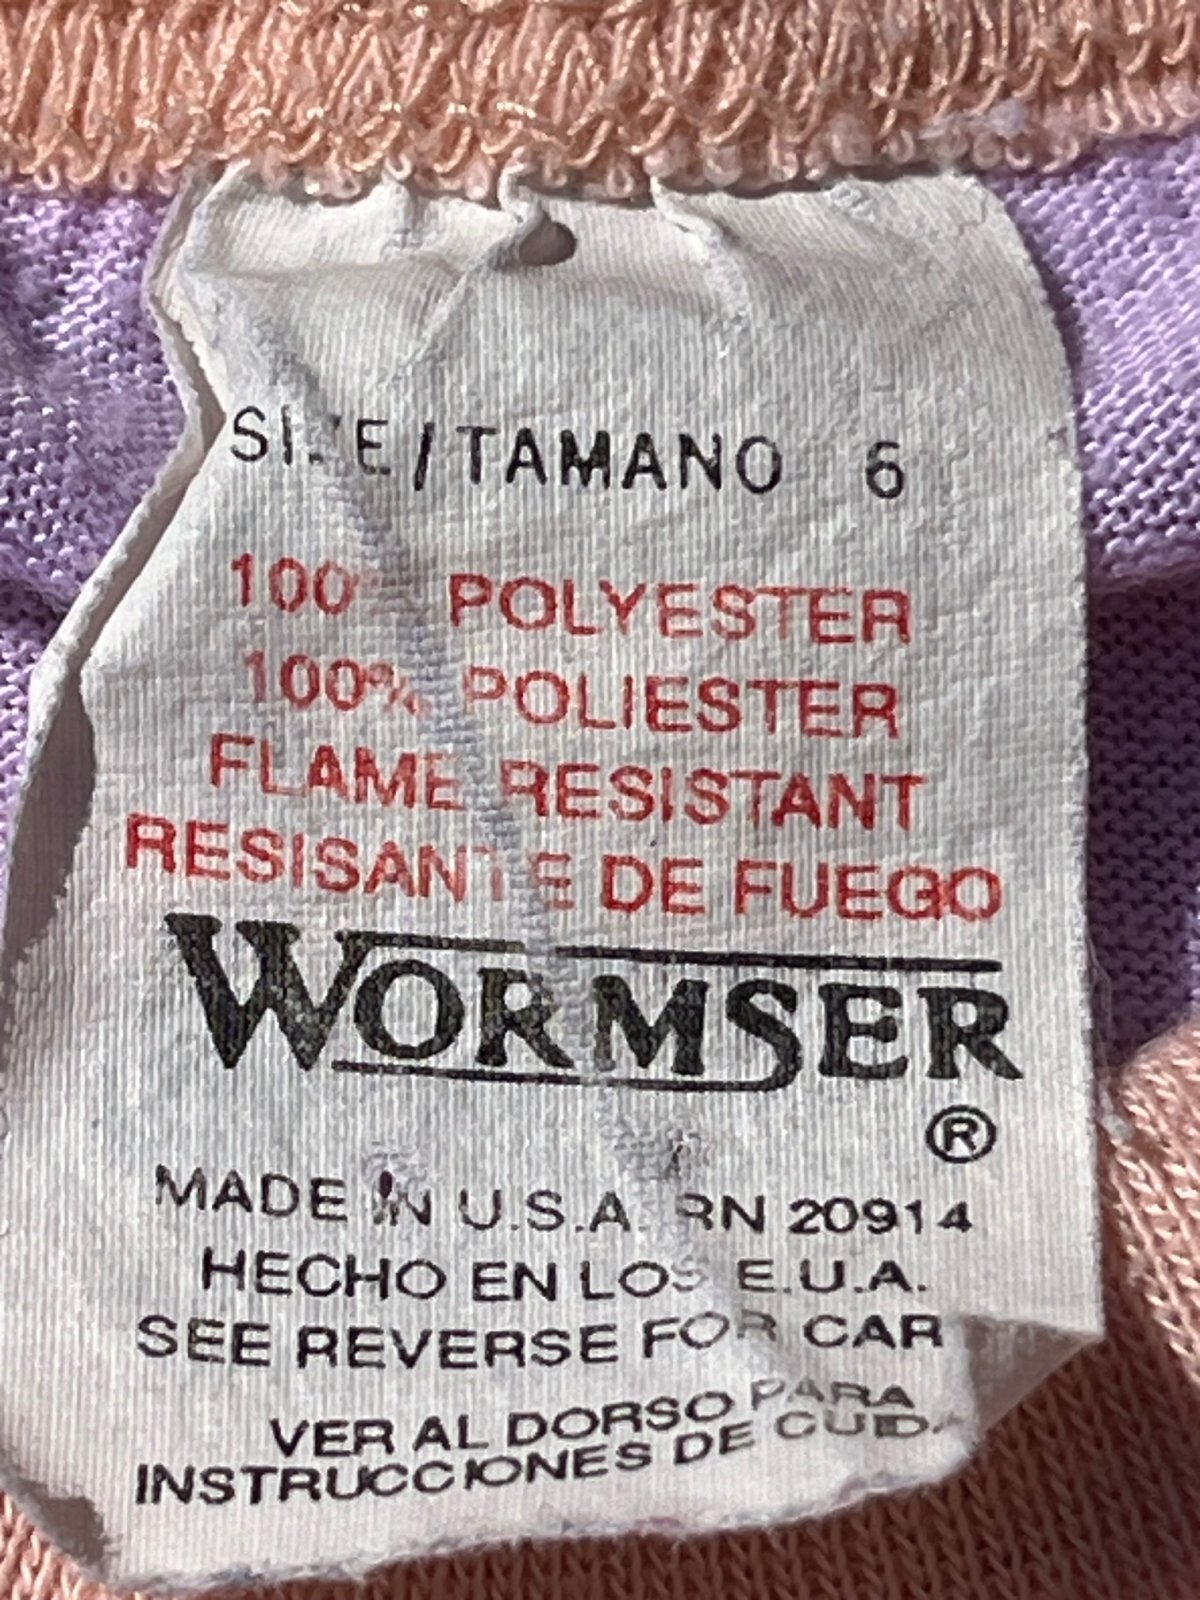 SIZE/TAMANO 6
100% POLYESTER
100% POLIESTER
FLAME RESISTANT
RESISANTE DE FUEGO
WORMSER
®
MADE IN U.S.A. RN 20914
HECHO EN LOS E.U.A.
SEE REVERSE FOR CAR
VER AL DORSO PARA
INSTRUCCIONES DE CUID